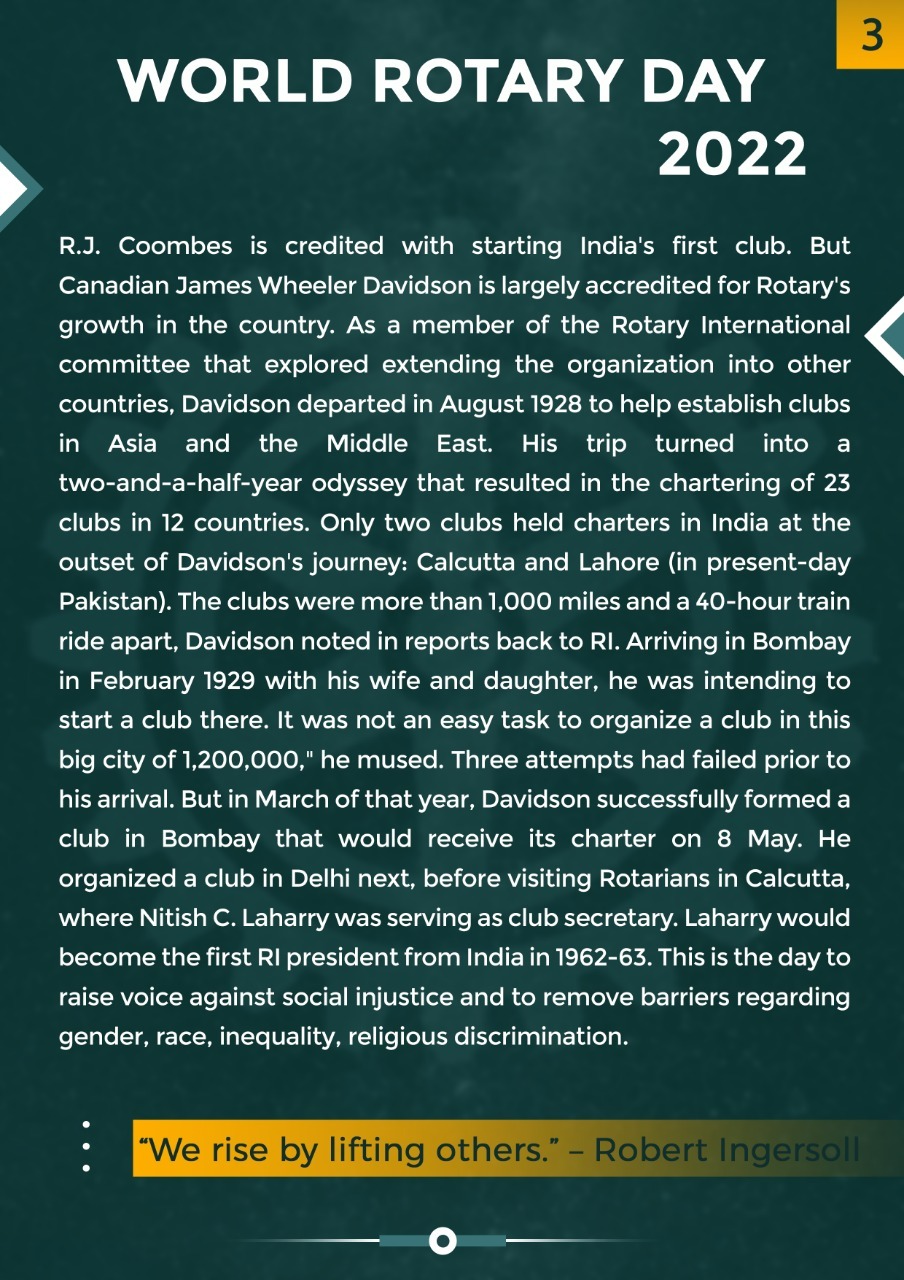 3
WORLD ROTARY DAY
2022
R.J. Coombes is credited with starting India's first club. But
Canadian James Wheeler Davidson is largely accredited for Rotary's
growth in the country. As a member of the Rotary International
committee that explored extending the organization into other
countries, Davidson departed in August 1928 to help establish clubs
in Asia and the Middle East. His trip turned into a
two-and-a-half-year odyssey that resulted in the chartering of 23
clubs in 12 countries. Only two clubs held charters in India at the
outset of Davidson's journey: Calcutta and Lahore (in present-day
Pakistan). The clubs were more than 1,000 miles and a 40-hour train
ride apart, Davidson noted in reports back to RI. Arriving in Bombay
in February 1929 with his wife and daughter, he was intending to
start a club there. It was not an easy task to organize a club in this
big city of 1,200,000," he mused. Three attempts had failed prior to
his arrival. But in March of that year, Davidson successfully formed a
club in Bombay that would receive its charter on 8 May. He
organized a club in Delhi next, before visiting Rotarians in Calcutta,
where Nitish C. Laharry was serving as club secretary. Laharry would
become the first RI president from India in 1962-63. This is the day to
raise voice against social injustice and to remove barriers regarding
gender, race, inequality, religious discrimination.
“We rise by lifting others.” – Robert Ingersoll